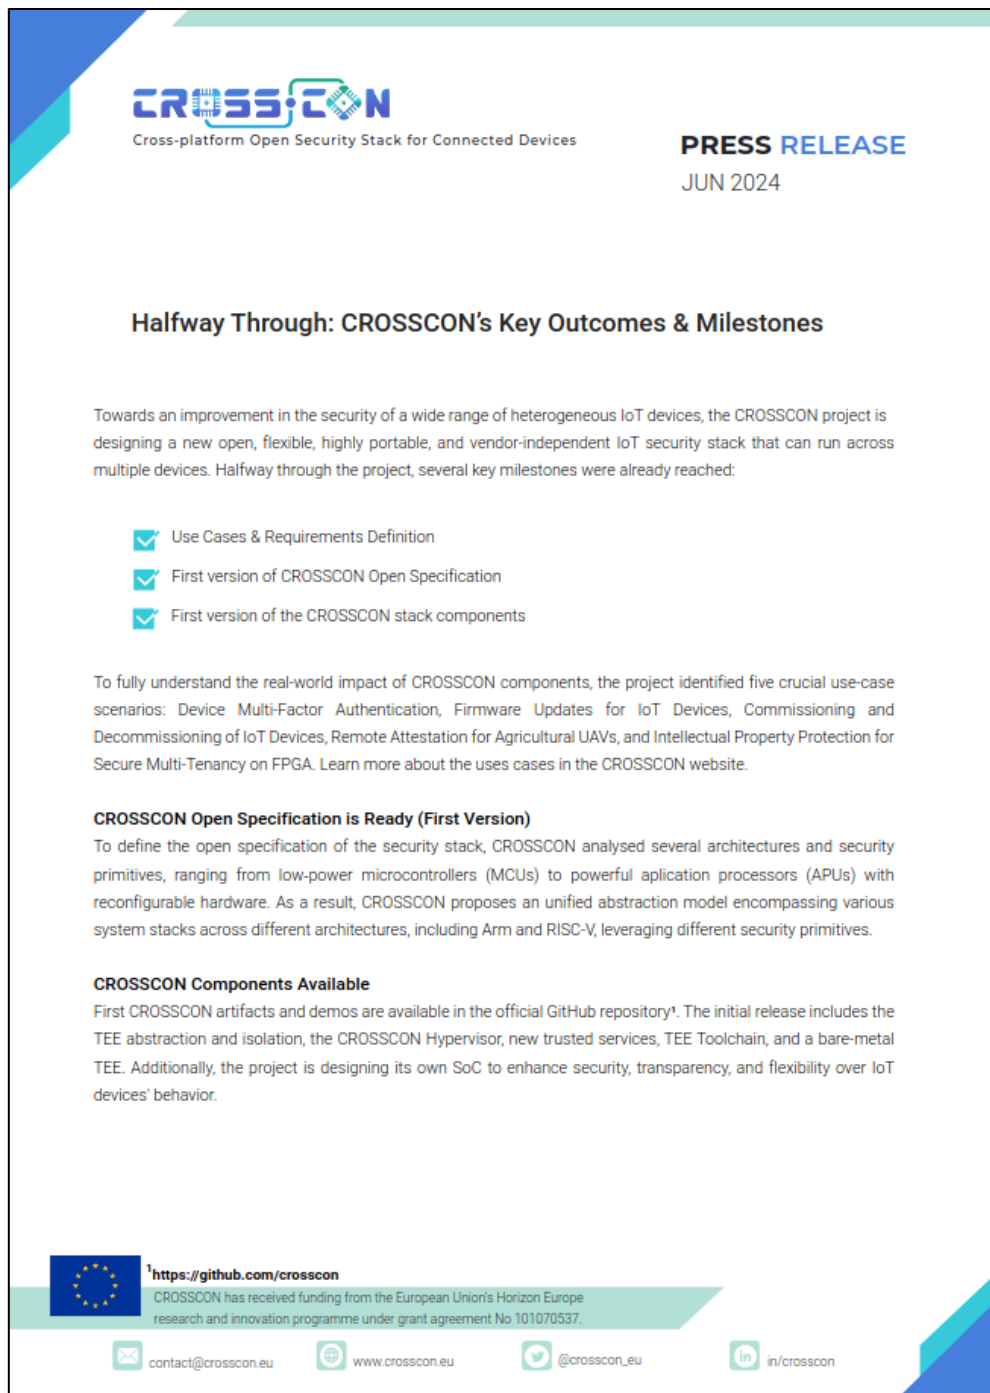 CROSSCON
Cross-platform Open Security Stack for Connected Devices
PRESS RELEASE
JUN 2024
Halfway Through: CROSSCON's Key Outcomes & Milestones
Towards an improvement in the security of a wide range of heterogeneous IoT devices, the CROSSCON project is
designing a new open, flexible, highly portable, and vendor-independent IoT security stack that can run across
multiple devices. Halfway through the project, several key milestones were already reached:
Use Cases & Requirements Definition
First version of CROSSCON Open Specification
First version of the CROSSCON stack components
To fully understand the real-world impact of CROSSCON components, the project identified five crucial use-case
scenarios: Device Multi-Factor Authentication, Firmware Updates for IoT Devices, Commissioning and
Decommissioning of IoT Devices, Remote Attestation for Agricultural UAVs, and Intellectual Property Protection for
Secure Multi-Tenancy on FPGA. Learn more about the uses cases in the CROSSCON website.
CROSSCON Open Specification is Ready (First Version)
To define the open specification of the security stack, CROSSCON analysed several architectures and security
primitives, ranging from low-power microcontrollers (MCUs) to powerful aplication processors (APUs) with
reconfigurable hardware. As a result, CROSSCON proposes an unified abstraction model encompassing various
system stacks across different architectures, including Arm and RISC-V, leveraging different security primitives.
CROSSCON Components Available
First CROSSCON artifacts and demos are available in the official GitHub repository¹. The initial release includes the
TEE abstraction and isolation, the CROSSCON Hypervisor, new trusted services, TEE Toolchain, and a bare-metal
TEE. Additionally, the project is designing its own SoC to enhance security, transparency, and flexibility over IoT
devices' behavior.
¹https://github.com/crosscon
CROSSCON has received funding from the European Union's Horizon Europe
research and innovation programme under grant agreement No 101070537.
contact@crosscon.eu
www.crosscon.eu
@crosscon_eu
in/crosscon